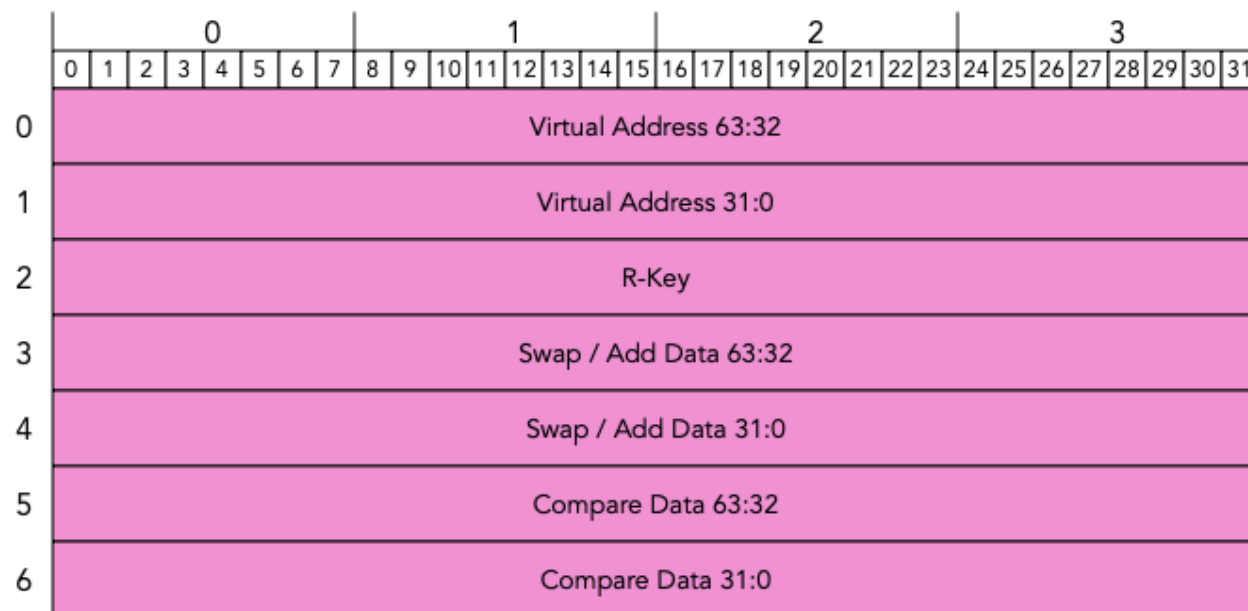 0 1 2 3
0 1 2 3 4 5 6 7 8 9 10 11 12 13 14 15 16 17 18 19 20 21 22 23 24 25 26 27 28 29 30 31
0 Virtual Address 63:32
1 Virtual Address 31:0
2 R-Key
3 Swap / Add Data 63:32
4 Swap / Add Data 31:0
5 Compare Data 63:32
6 Compare Data 31:0